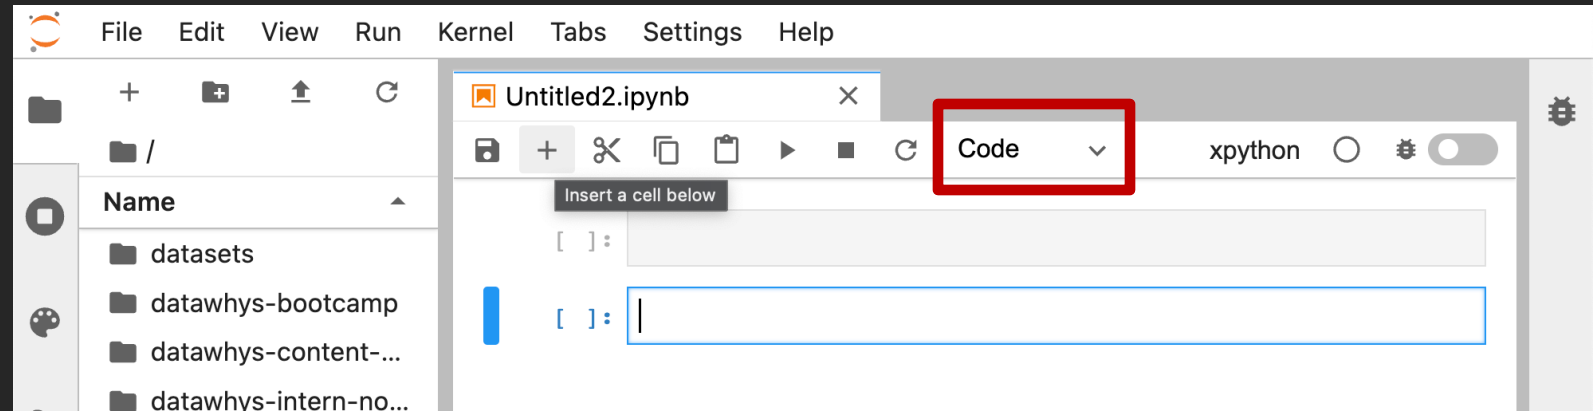 File Edit View Run Kernel Tabs Settings Help
Untitled2.ipynb
/
Code
xpython
Insert a cell below
Name
datasets
datawhys-bootcamp
datawhys-content-...
datawhys-intern-no...
[ ]:
[ ]: